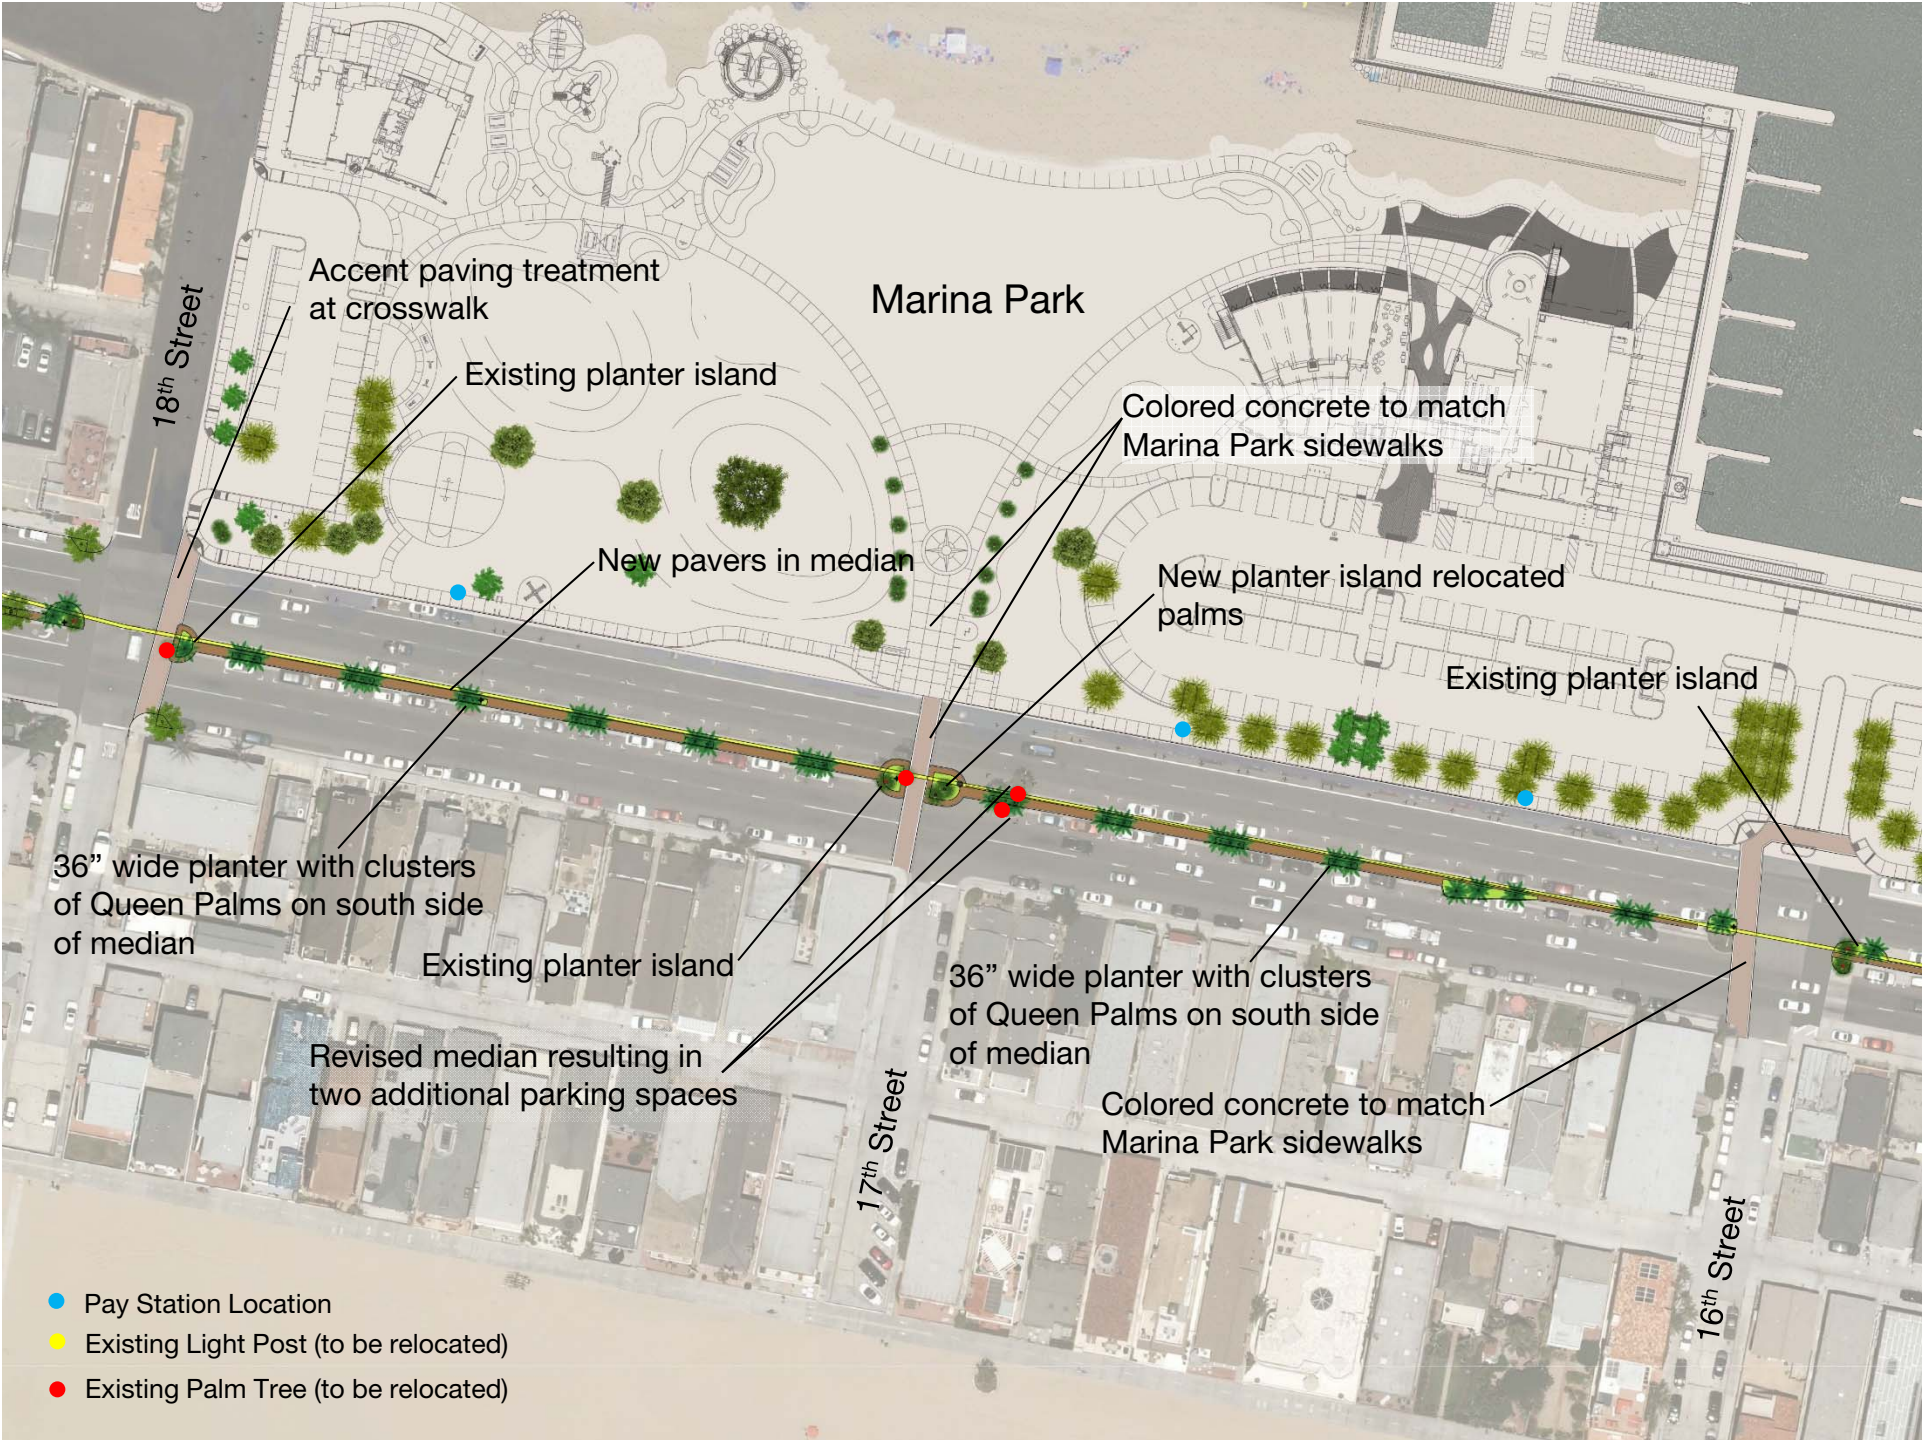 Accent paving treatment
at crosswalk
Marina Park
18th Street
Existing planter island
Colored concrete to match
Marina Park sidewalks
New pavers in median
New planter island relocated
palms
Existing planter island
36” wide planter with clusters
of Queen Palms on south side
of median
Existing planter island
36” wide planter with clusters
of Queen Palms on south side
of median
Revised median resulting in
two additional parking spaces
17th Street
Colored concrete to match
Marina Park sidewalks
16th Street
Pay Station Location
Existing Light Post (to be relocated)
Existing Palm Tree (to be relocated)